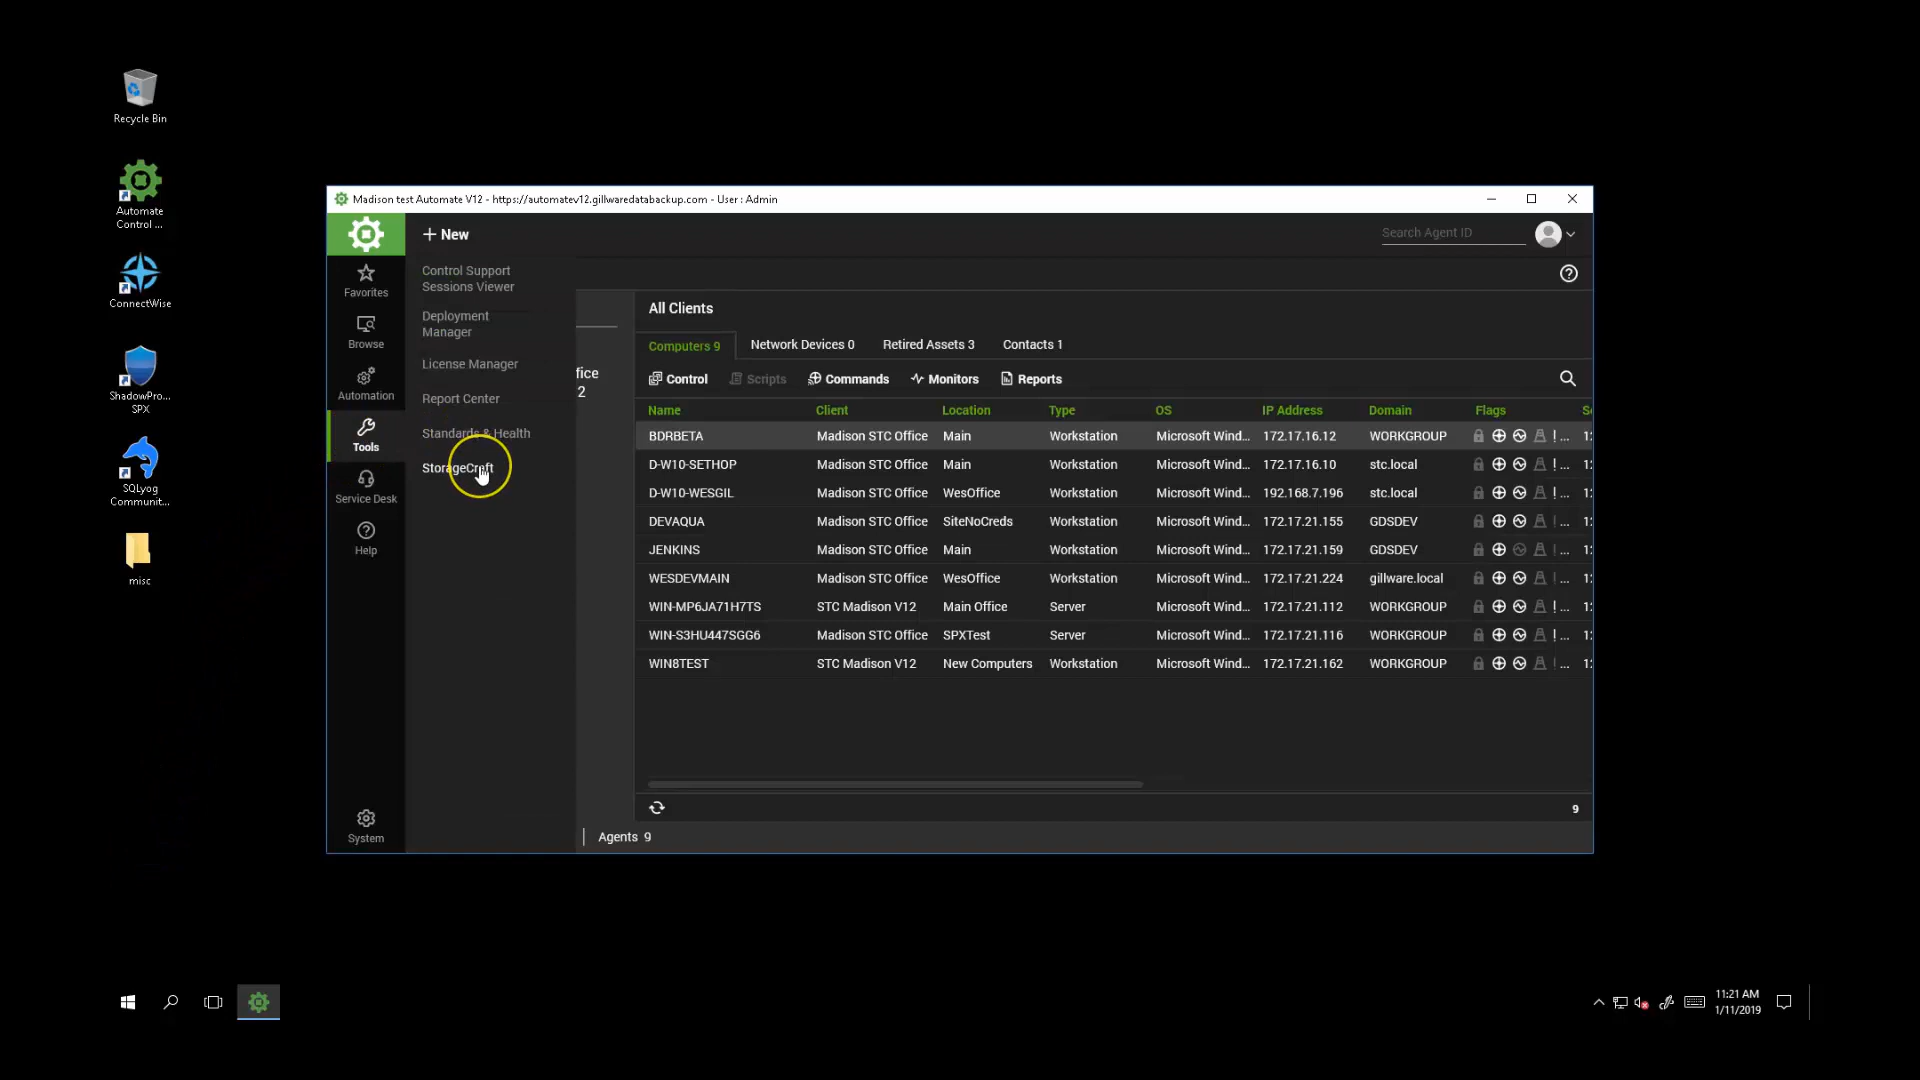 Recycle Bin
Automate
Control ...
ConnectWise
ShadowPro...
SPX
SQLyog
Communit...
misc
Madison test Automate V12 - https://automatev12.gillwaredatabackup.com - User : Admin
+ New
Search Agent ID
Favorites
Browse
Automation
Tools
Service Desk
Help
System
Control Support
Sessions Viewer
Deployment
Manager
License Manager
Report Center
Standards & Health
StorageCraft
fice
2
All Clients
Computers 9 Network Devices 0 Retired Assets 3 Contacts 1
Control Scripts Commands Monitors Reports
Name Client Location Type OS IP Address Domain Flags
BDRBETA Madison STC Office Main Workstation Microsoft Wind... 172.17.16.12 WORKGROUP ! ...
D-W10-SETHOP Madison STC Office Main Workstation Microsoft Wind... 172.17.16.10 stc.local ! ...
D-W10-WESGIL Madison STC Office WesOffice Workstation Microsoft Wind... 192.168.7.196 stc.local ! ...
DEVAQUA Madison STC Office SiteNoCreds Workstation Microsoft Wind... 172.17.21.155 GDSDEV ! ...
JENKINS Madison STC Office Main Workstation Microsoft Wind... 172.17.21.159 GDSDEV ! ...
WESDEVMAIN Madison STC Office WesOffice Workstation Microsoft Wind... 172.17.21.224 gillware.local ! ...
WIN-MP6JA71H7TS STC Madison V12 Main Office Server Microsoft Wind... 172.17.21.112 WORKGROUP ! ...
WIN-S3HU447SGG6 Madison STC Office SPXTest Server Microsoft Wind... 172.17.21.116 WORKGROUP ! ...
WIN8TEST STC Madison V12 New Computers Workstation Microsoft Wind... 172.17.21.162 WORKGROUP ! ...
9
Agents 9
11:21 AM
1/11/2019